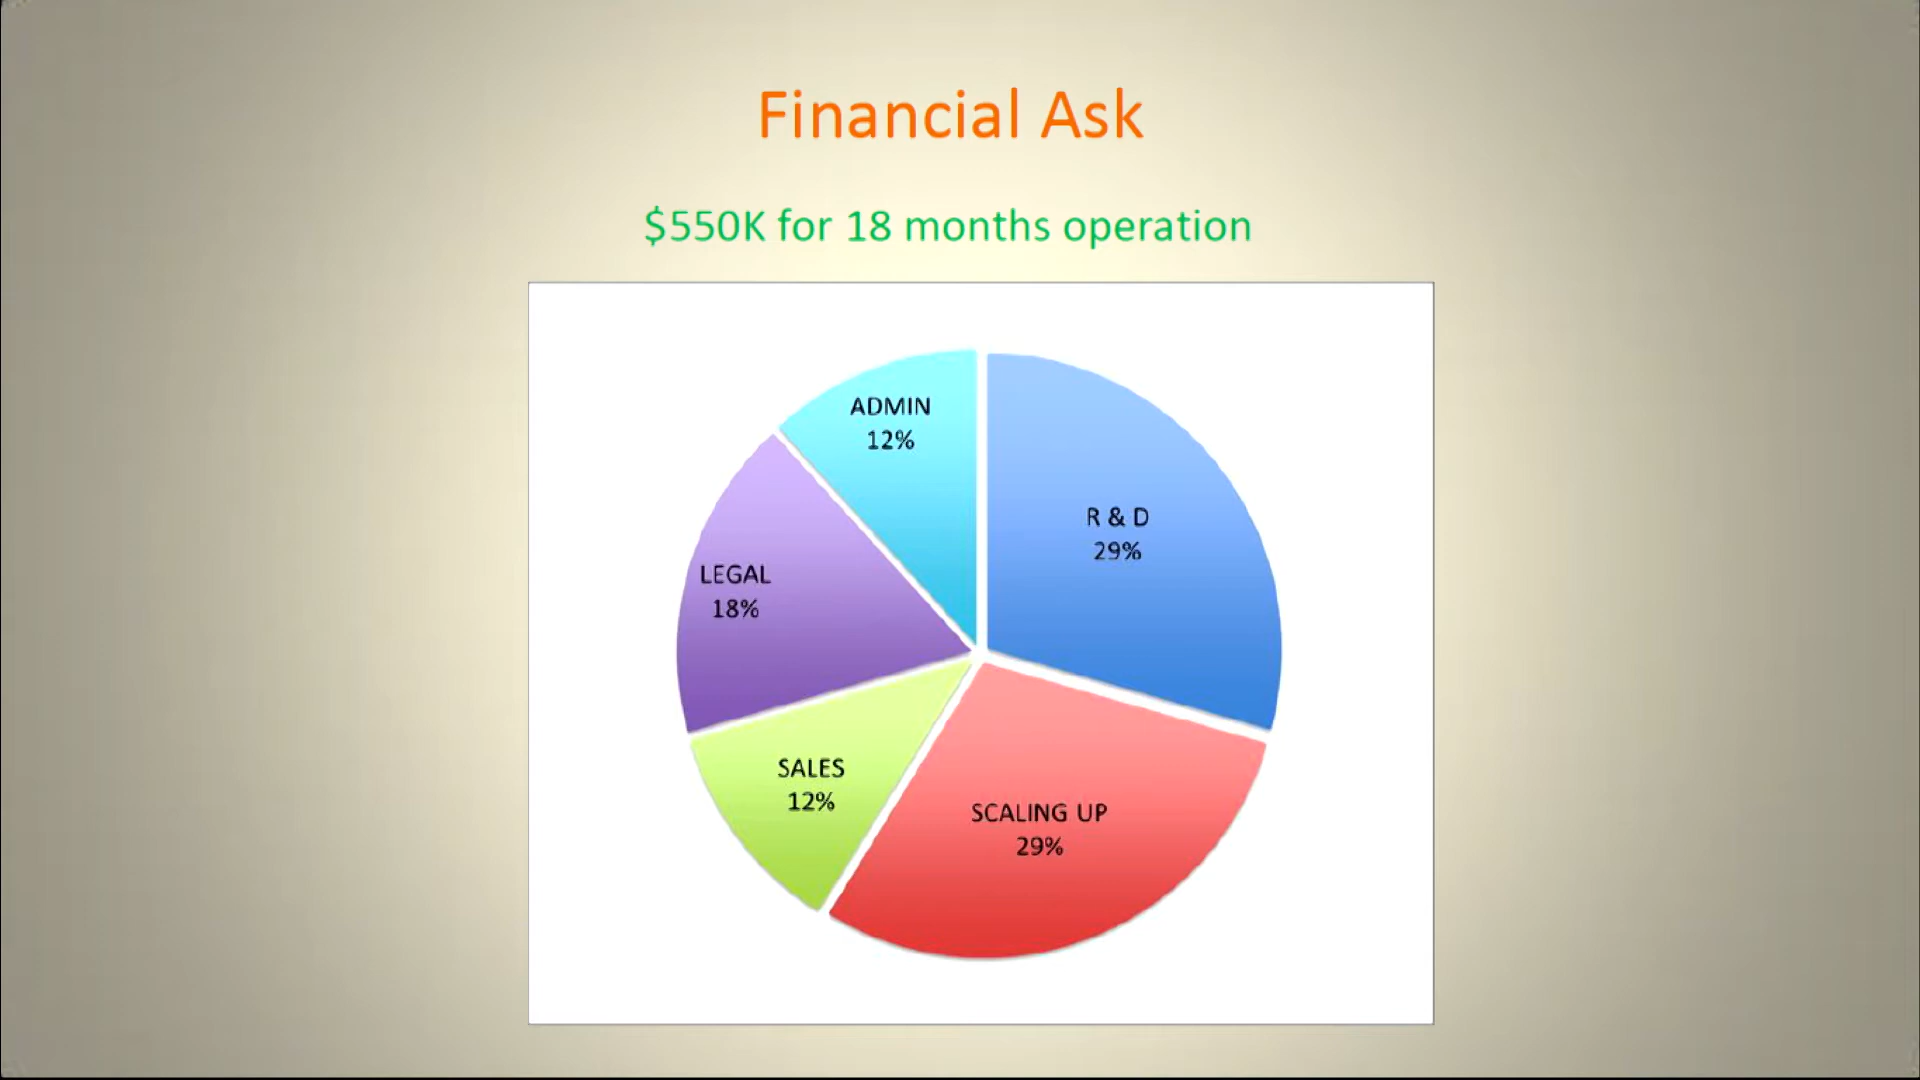 Financial Ask
$550K for 18 months operation
ADMIN
12%
R & D
29%
LEGAL
18%
SALES
12%
SCALING UP
29%